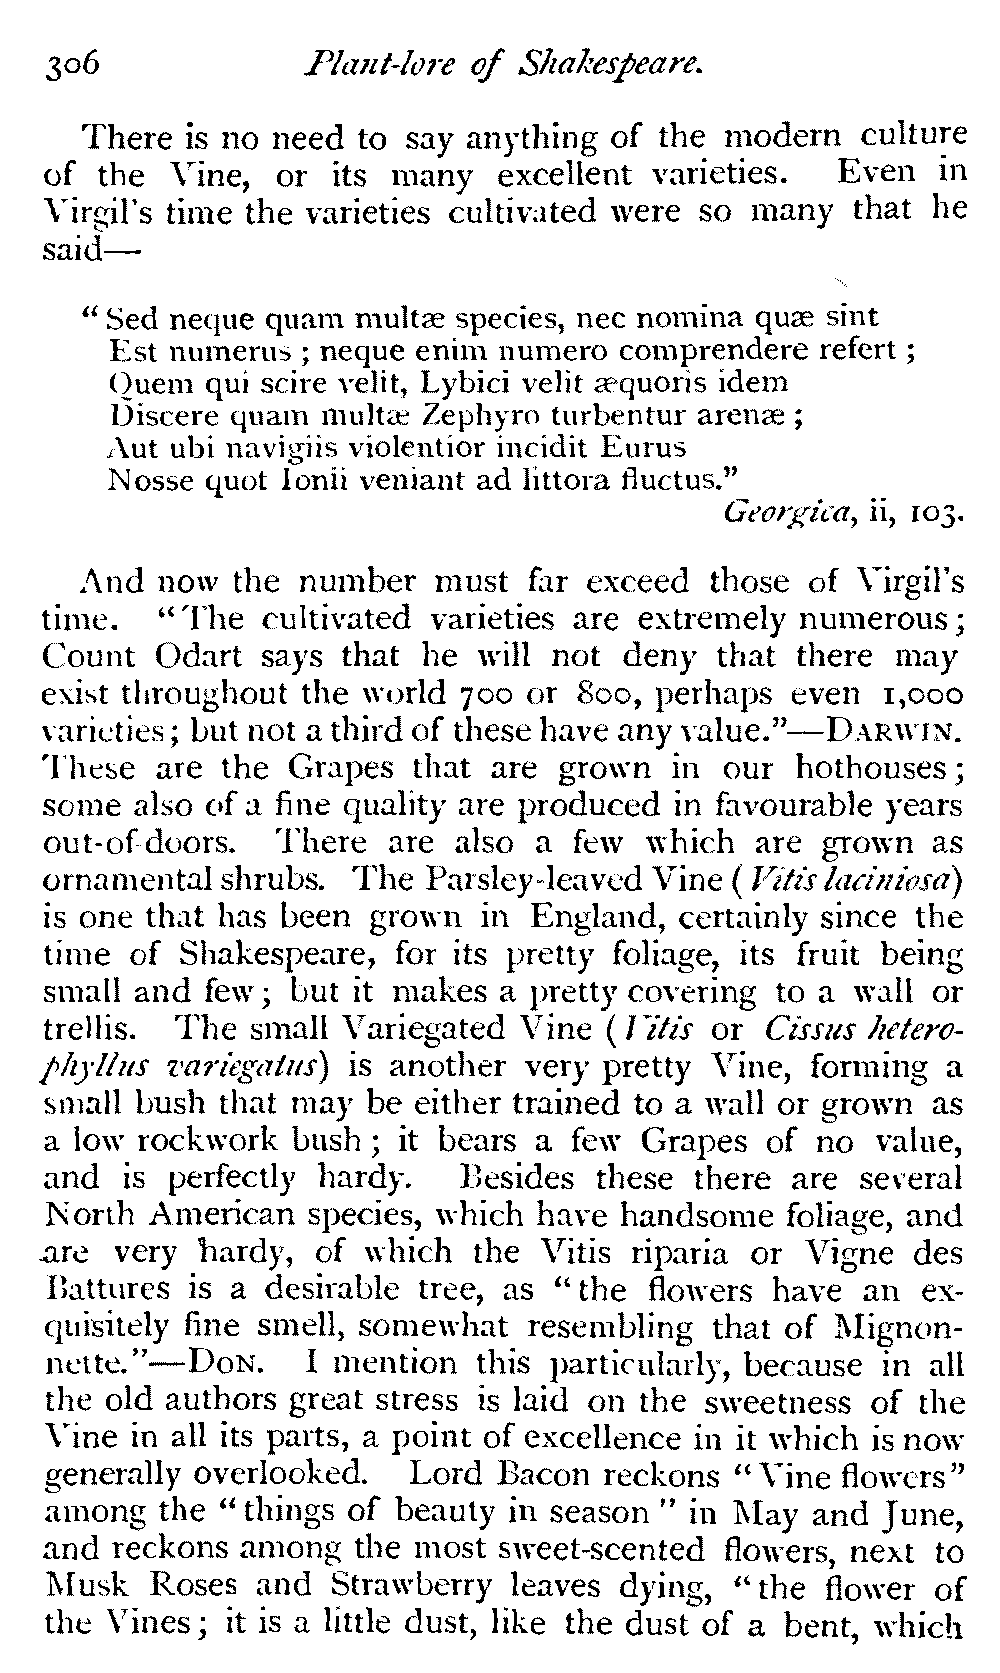 306 Plant-lore of Shakespeare.
There is no need to say anything of the modern culture
of the Vine, or its many excellent varieties. Even in
Virgil's time the varieties cultivated were so many that he
said—
"Sed neque quam multæ species, nec nomina quæ sint
Est numerus ; neque enim numero comprendere refert ;
Quem qui scire velit, Lybici velit æquoris idem
Discere quam multæ Zephyro turbentur arenæ ;
Aut ubi navigiis violentior incidit Eurus
Nosse quot Ionii veniant ad littora fluctus."
Georgica, ii, 103.
And now the number must far exceed those of Virgil's
time. "The cultivated varieties are extremely numerous;
Count Odart says that he will not deny that there may
exist throughout the world 700 or 800, perhaps even 1,000
varieties; but not a third of these have any value."—DARWIN.
These are the Grapes that are grown in our hothouses;
some also of a fine quality are produced in favourable years
out-of-doors. There are also a few which are grown as
ornamental shrubs. The Parsley-leaved Vine (Vitis laciniosa)
is one that has been grown in England, certainly since the
time of Shakespeare, for its pretty foliage, its fruit being
small and few; but it makes a pretty covering to a wall or
trellis. The small Variegated Vine (Vitis or Cissus hetero-
phyllus variegatus) is another very pretty Vine, forming a
small bush that may be either trained to a wall or grown as
a low rockwork bush; it bears a few Grapes of no value,
and is perfectly hardy. Besides these there are several
North American species, which have handsome foliage, and
are very hardy, of which the Vitis riparia or Vigne des
Battures is a desirable tree, as "the flowers have an ex-
quisitely fine smell, somewhat resembling that of Mignon-
nette."—DON. I mention this particularly, because in all
the old authors great stress is laid on the sweetness of the
Vine in all its parts, a point of excellence in it which is now
generally overlooked. Lord Bacon reckons "Vine flowers"
among the "things of beauty in season" in May and June,
and reckons among the most sweet-scented flowers, next to
Musk Roses and Strawberry leaves dying, "the flower of
the Vines; it is a little dust, like the dust of a bent, which